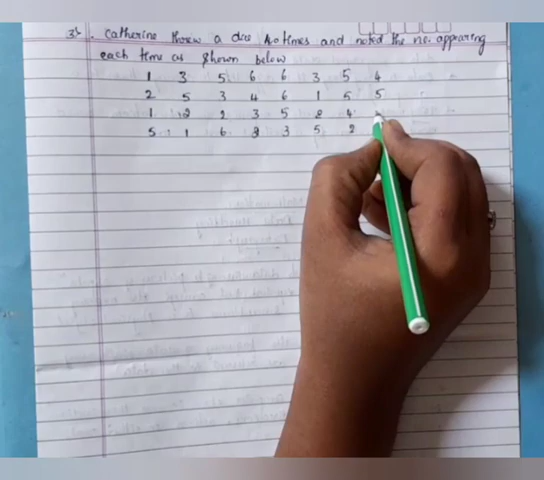 3. Catherine threw a dice 40 times and noted the no. appearing
each time as shown below
1 3 5 6 6 3 5 4
2 5 3 4 6 1 5 5
1 2 2 3 5 2 4
5 1 6 2 3 5 2